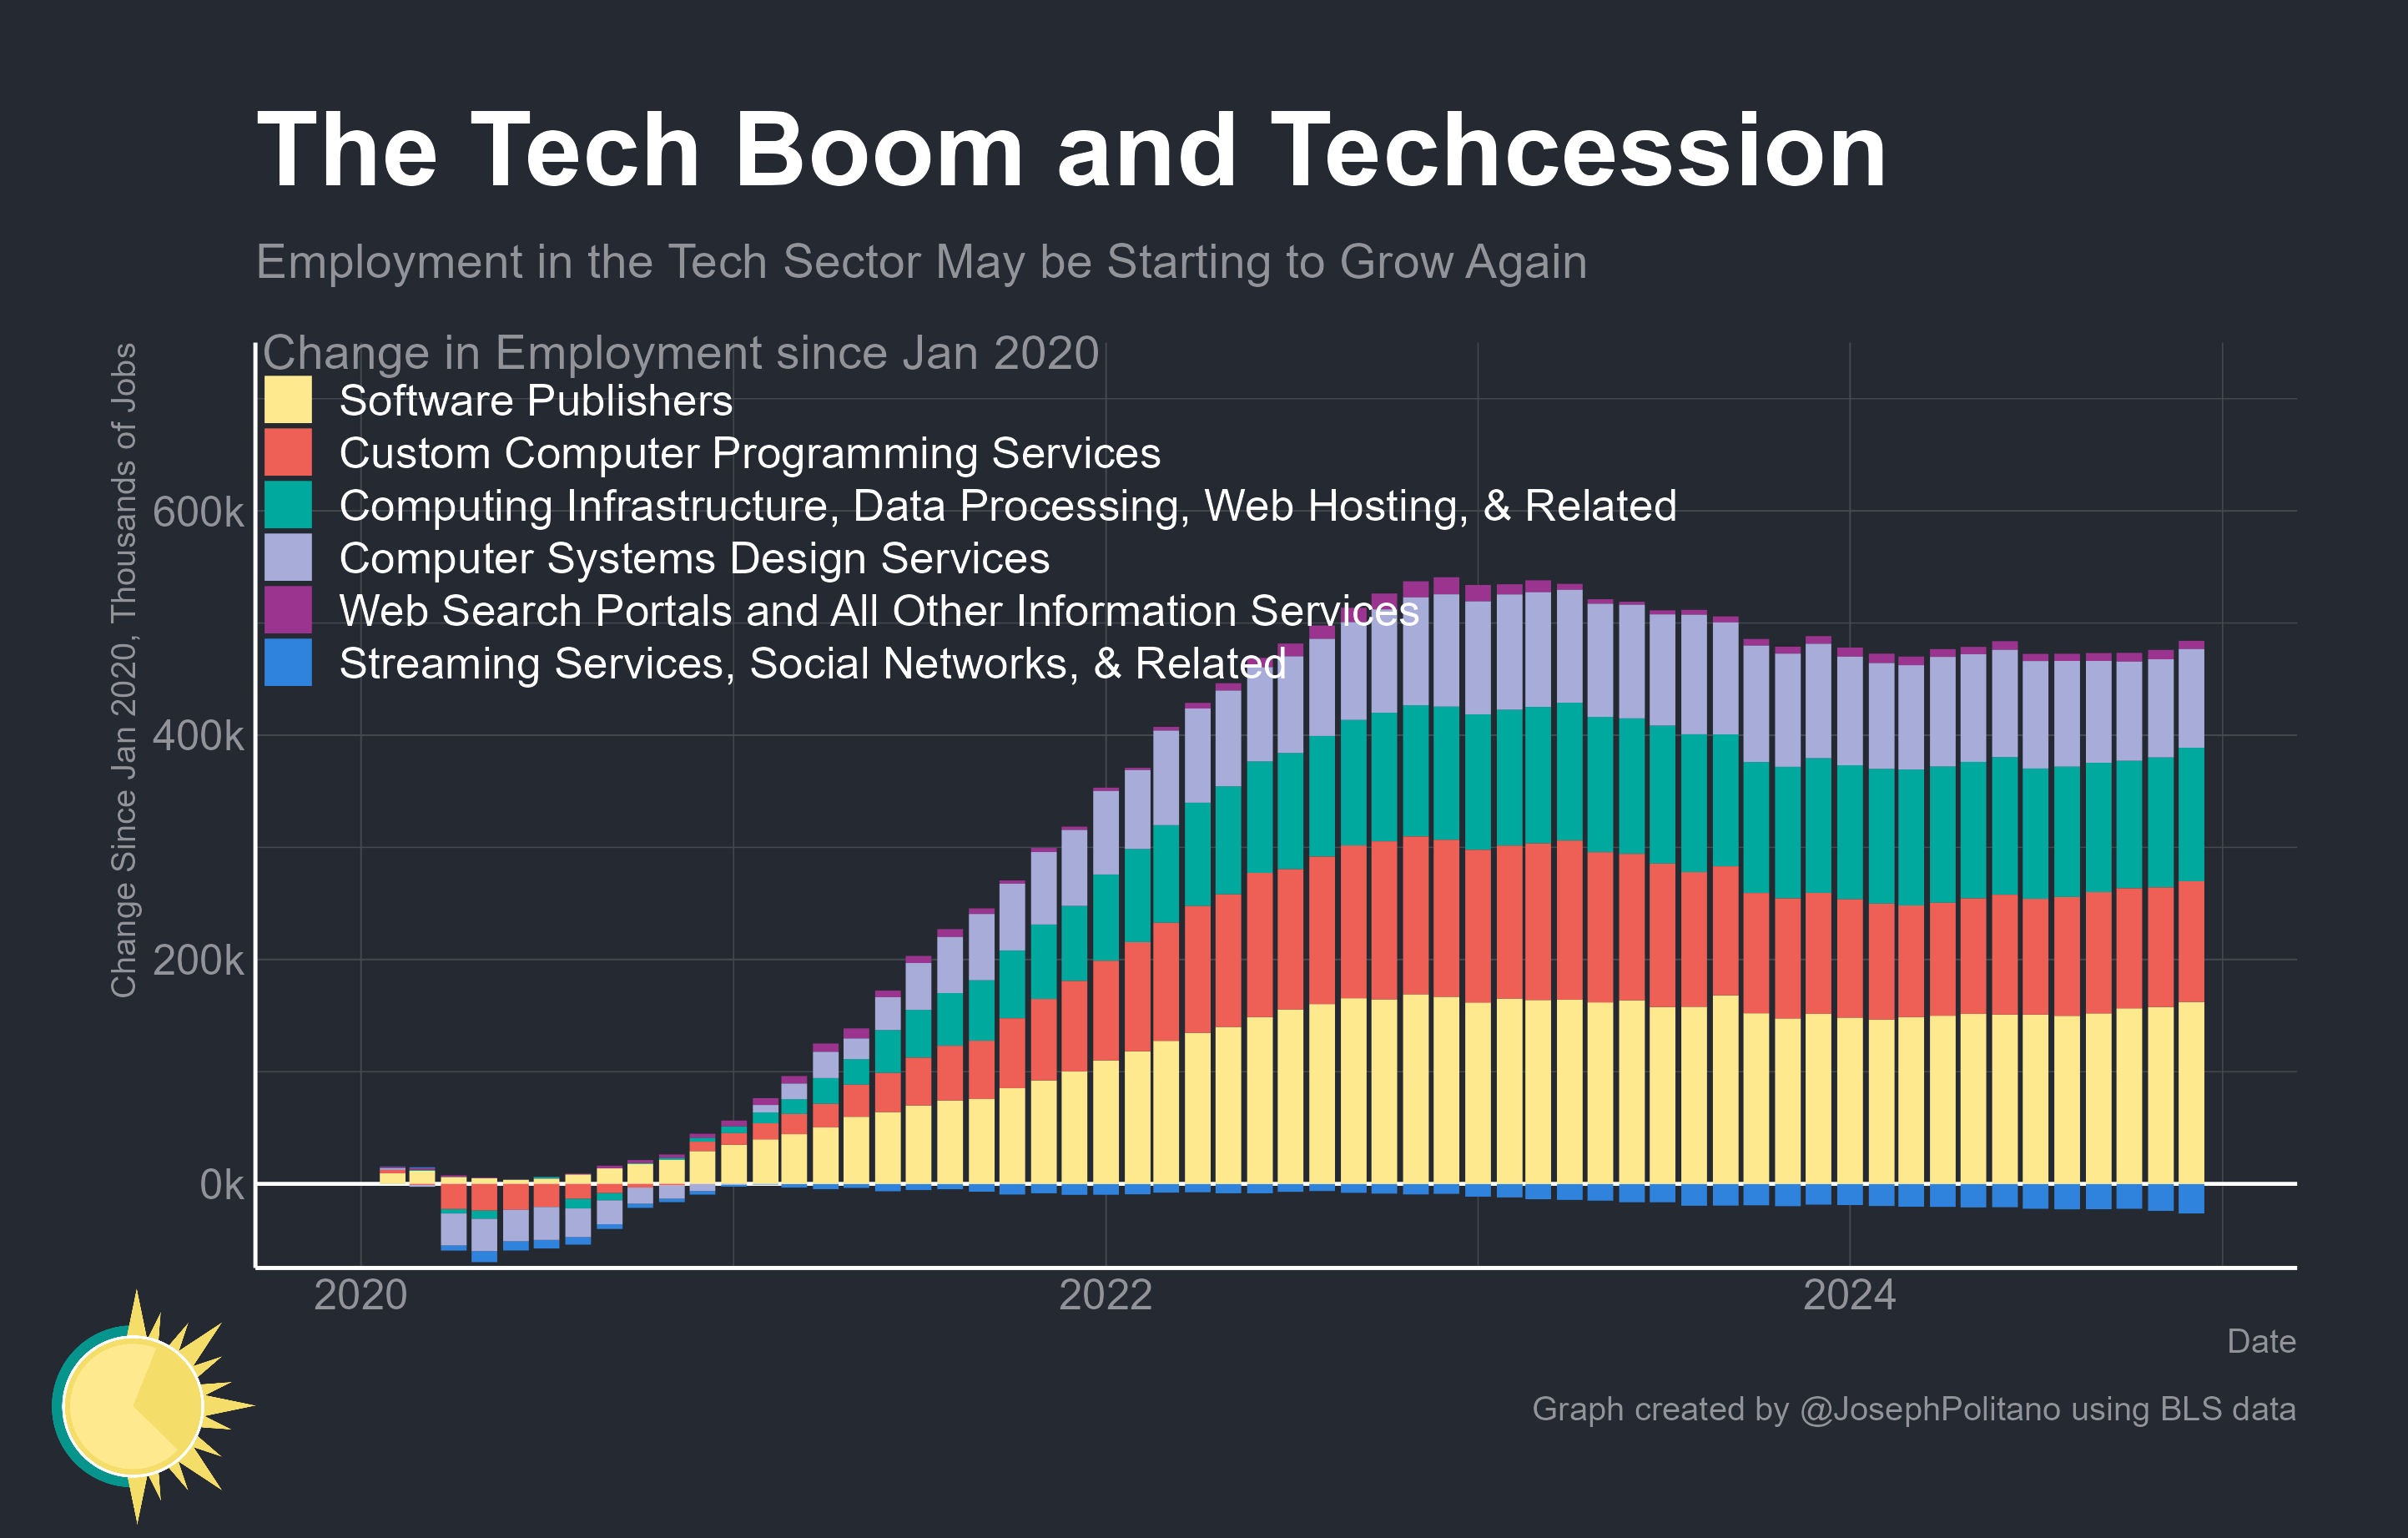 The Tech Boom and Techcession
Employment in the Tech Sector May be Starting to Grow Again
Change Since Jan 2020, Thousands of Jobs
Change in Employment since Jan 2020
Software Publishers
Custom Computer Programming Services
Computing Infrastructure, Data Processing, Web Hosting, & Related
Computer Systems Design Services
Web Search Portals and All Other Information Services
Streaming Services, Social Networks, & Related
600k
400k
200k
0k
2020 2022 2024
Date
Graph created by @JosephPolitano using BLS data